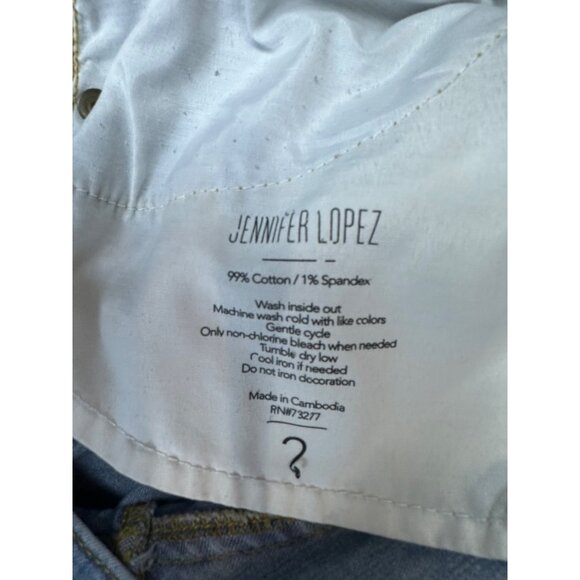 JENNIFER LOPEZ
99% Cotton / 1% Spandex
Wash inside out
Machine wash cold with like colors
Gentle cycle
Only non-chlorine bleach when needed
Tumble dry low
Cool iron if needed
Do not iron decoration
Made in Cambodia
RN#73277
2